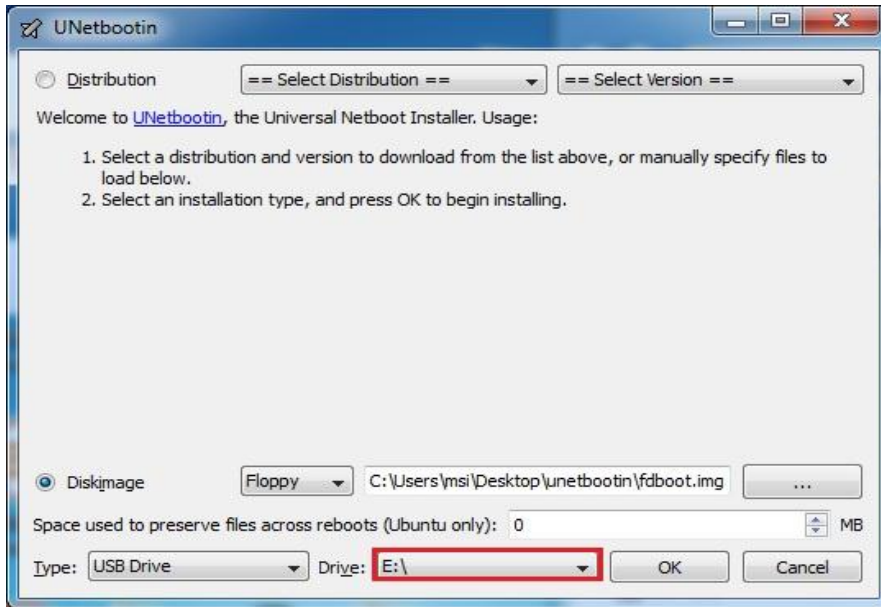 UNetbootin
Distribution == Select Distribution == == Select Version ==
Welcome to UNetbootin, the Universal Netboot Installer. Usage:
1. Select a distribution and version to download from the list above, or manually specify files to
load below.
2. Select an installation type, and press OK to begin installing.
Diskimage Floppy C:\Users\msi\Desktop\unetbootin\fdboot.img ...
Space used to preserve files across reboots (Ubuntu only): 0 MB
Type: USB Drive Drive: E:\ OK Cancel